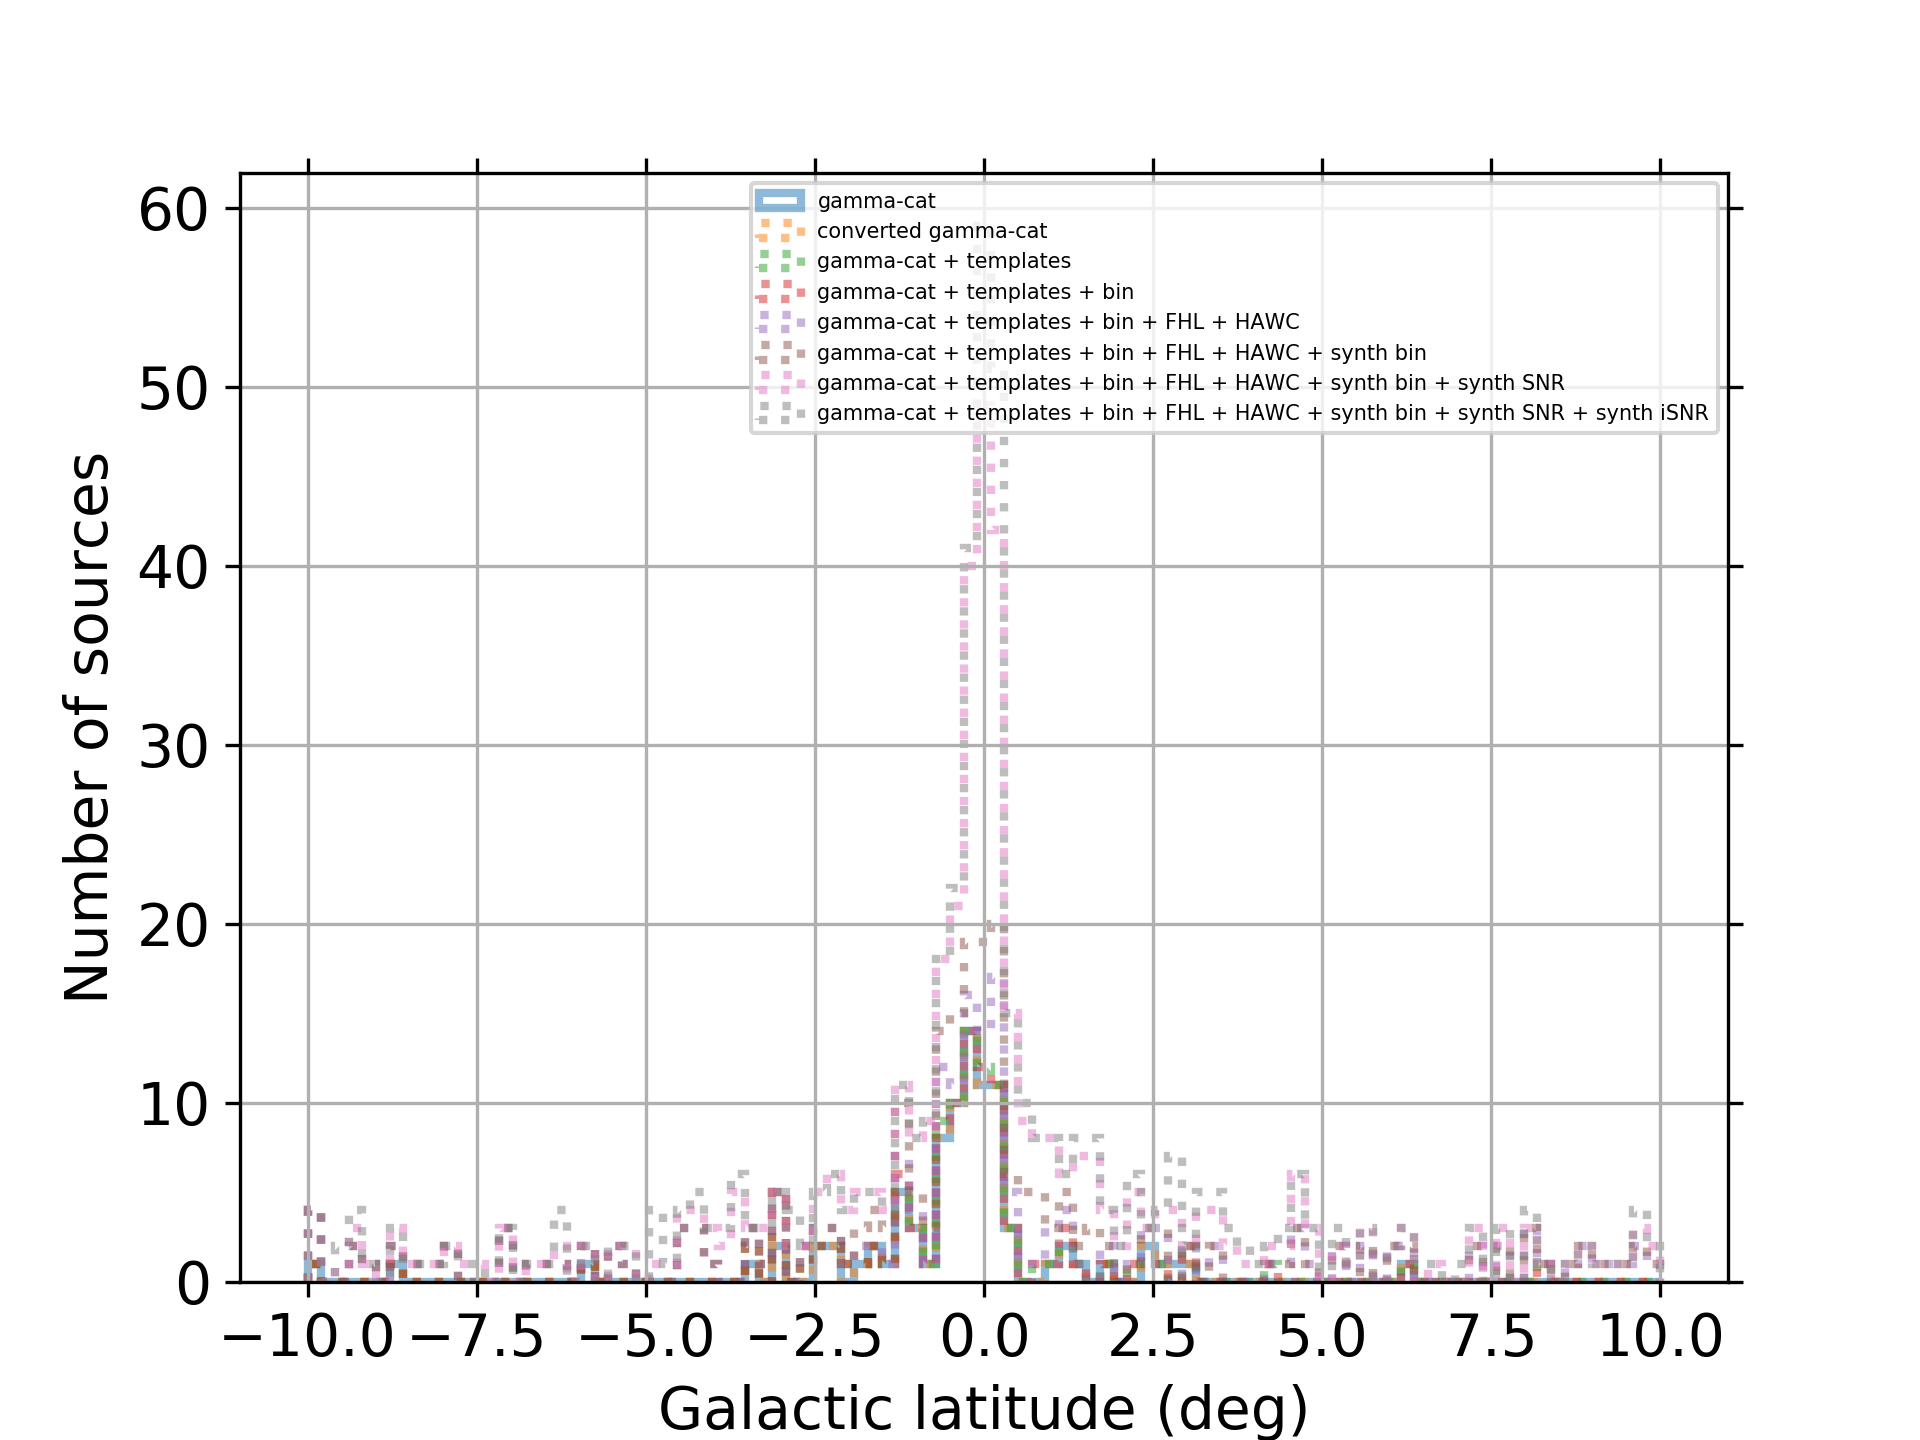 gamma-cat
converted gamma-cat
gamma-cat + templates
gamma-cat + templates + bin
gamma-cat + templates + bin + FHL + HAWC
gamma-cat + templates + bin + FHL + HAWC + synth bin
gamma-cat + templates + bin + FHL + HAWC + synth bin + synth SNR
gamma-cat + templates + bin + FHL + HAWC + synth bin + synth SNR + synth iSNR
Number of sources
60
50
40
30
20
10
0
−10.0 −7.5 −5.0 −2.5 0.0 2.5 5.0 7.5 10.0
Galactic latitude (deg)